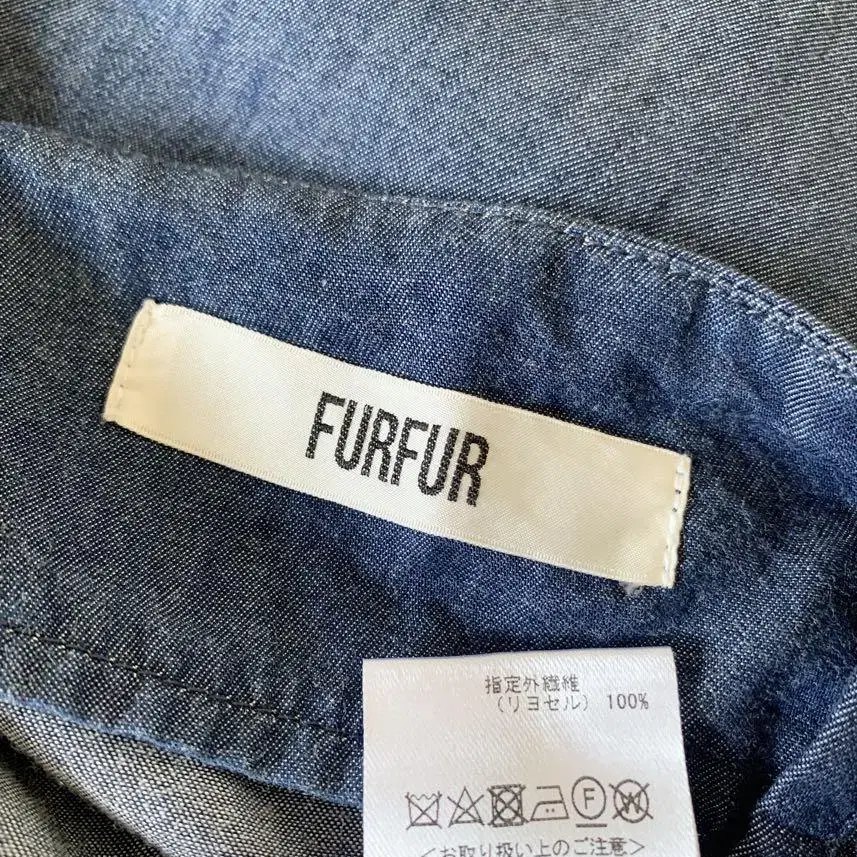 FURFUR
指定外繊維
(リヨセル) 100%
F
W
<お取り扱い上のご注意>